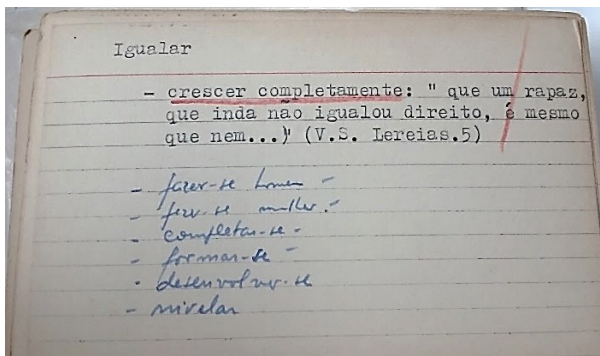 Igualar
- crescer completamente: " que um rapaz,
que inda não igualou direito, é mesmo
que nem...)" (V.S. Lereias.5)
- fazer-se homem -
- fazer-se mulher. -
- completar-se -
- formar-se -
- desenvolver-se
- nivelar